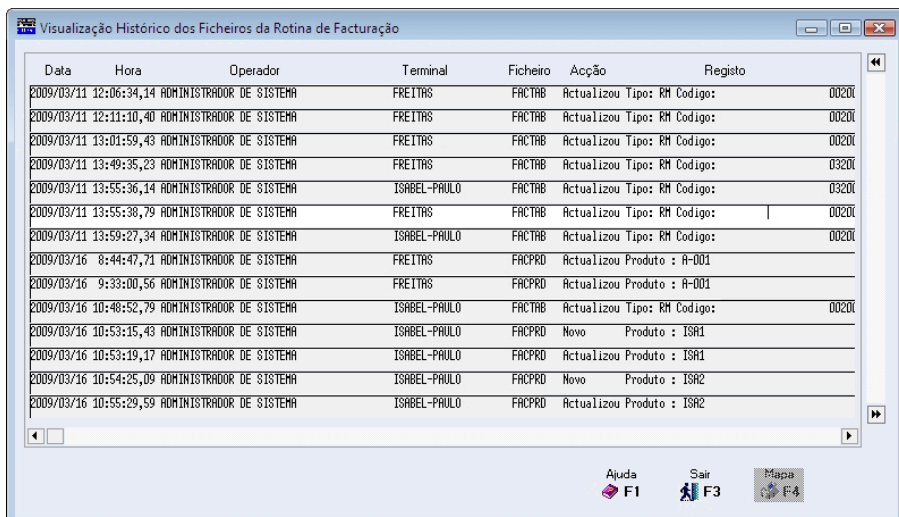 Visualização Histórico dos Ficheiros da Rotina de Facturação
Data Hora Operador Terminal Ficheiro Acção Registo
2009/03/11 12:06:34,14 ADMINISTRADOR DE SISTEMA FREITAS FACTAB Actualizou Tipo: RM Codigo: 0020
2009/03/11 12:11:10,40 ADMINISTRADOR DE SISTEMA FREITAS FACTAB Actualizou Tipo: RM Codigo: 0020
2009/03/11 13:01:59,43 ADMINISTRADOR DE SISTEMA FREITAS FACTAB Actualizou Tipo: RM Codigo: 0020
2009/03/11 13:49:35,23 ADMINISTRADOR DE SISTEMA FREITAS FACTAB Actualizou Tipo: RM Codigo: 0320
2009/03/11 13:55:36,14 ADMINISTRADOR DE SISTEMA ISABEL-PAULO FACTAB Actualizou Tipo: RM Codigo: 0320
2009/03/11 13:55:38,79 ADMINISTRADOR DE SISTEMA FREITAS FACTAB Actualizou Tipo: RM Codigo: 0020
2009/03/11 13:59:27,34 ADMINISTRADOR DE SISTEMA ISABEL-PAULO FACTAB Actualizou Tipo: RM Codigo: 0020
2009/03/16 8:44:47,71 ADMINISTRADOR DE SISTEMA FREITAS FACPRD Actualizou Produto : A-001
2009/03/16 9:33:00,56 ADMINISTRADOR DE SISTEMA FREITAS FACPRD Actualizou Produto : A-001
2009/03/16 10:48:52,79 ADMINISTRADOR DE SISTEMA ISABEL-PAULO FACTAB Actualizou Tipo: RM Codigo: 0020
2009/03/16 10:53:15,43 ADMINISTRADOR DE SISTEMA ISABEL-PAULO FACPRD Novo Produto : ISA1
2009/03/16 10:53:19,17 ADMINISTRADOR DE SISTEMA ISABEL-PAULO FACPRD Actualizou Produto : ISA1
2009/03/16 10:54:25,09 ADMINISTRADOR DE SISTEMA ISABEL-PAULO FACPRD Novo Produto : ISA2
2009/03/16 10:55:29,59 ADMINISTRADOR DE SISTEMA ISABEL-PAULO FACPRD Actualizou Produto : ISA2
Ajuda F1
Sair F3
Mapa F4